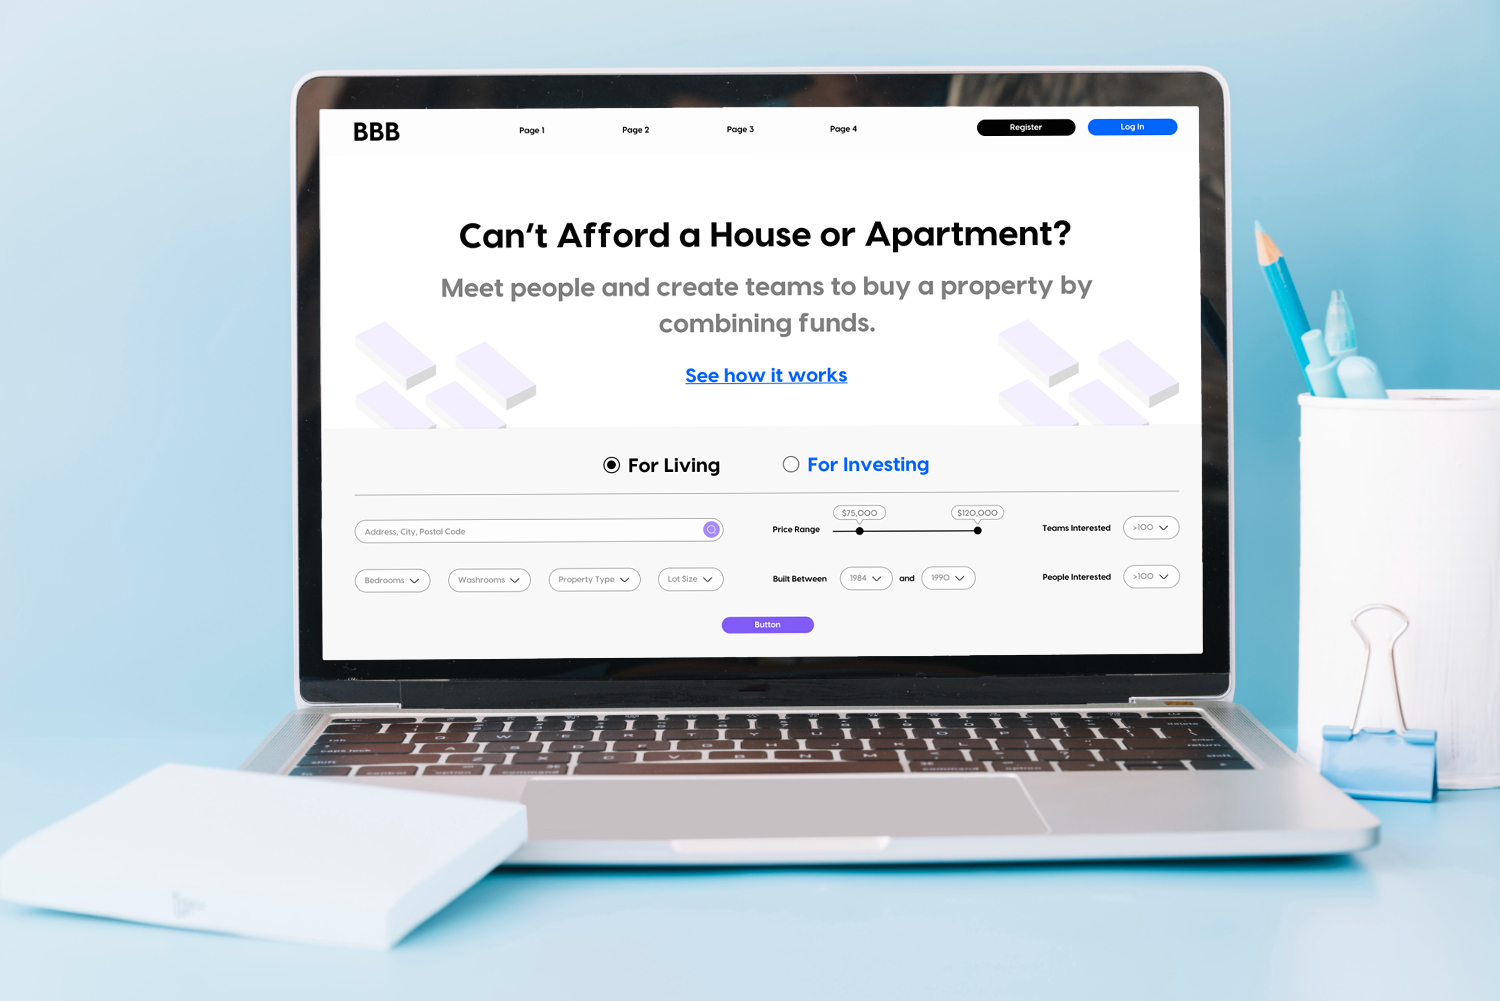 BBB
Page 1
Page 2
Page 3
Page 4
Register
Log In
Can't Afford a House or Apartment?
Meet people and create teams to buy a property by
combining funds.
See how it works
For Living
For Investing
Address, City, Postal Code
Price Range
$75,000
$120,000
Teams Interested
>100
Bedrooms
Washrooms
Property Type
Lot Size
Built Between
1984
and
1990
People Interested
>100
Button